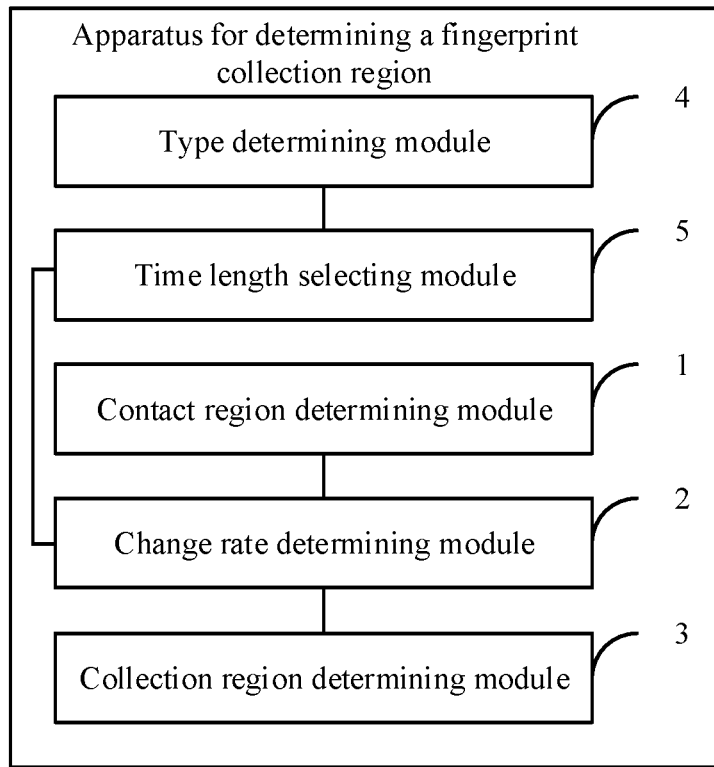 Apparatus for determining a fingerprint
collection region
4
Type determining module
5
Time length selecting module
1
Contact region determining module
2
Change rate determining module
3
Collection region determining module